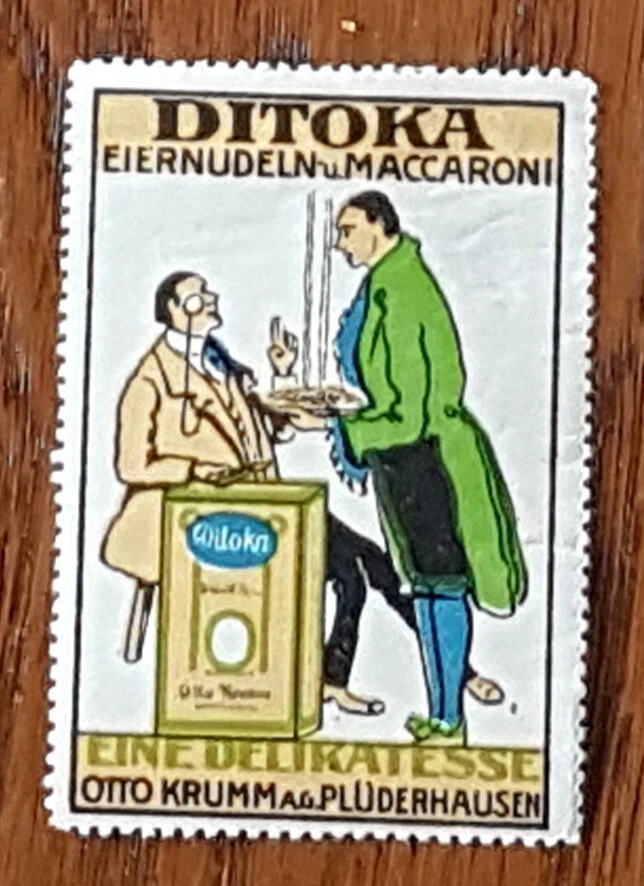 DITOKA
EIERNUDELN u. MACCARONI
Ditoka
EINE DELIKATESSE
OTTO KRUMM A.G. PLÜDERHAUSEN